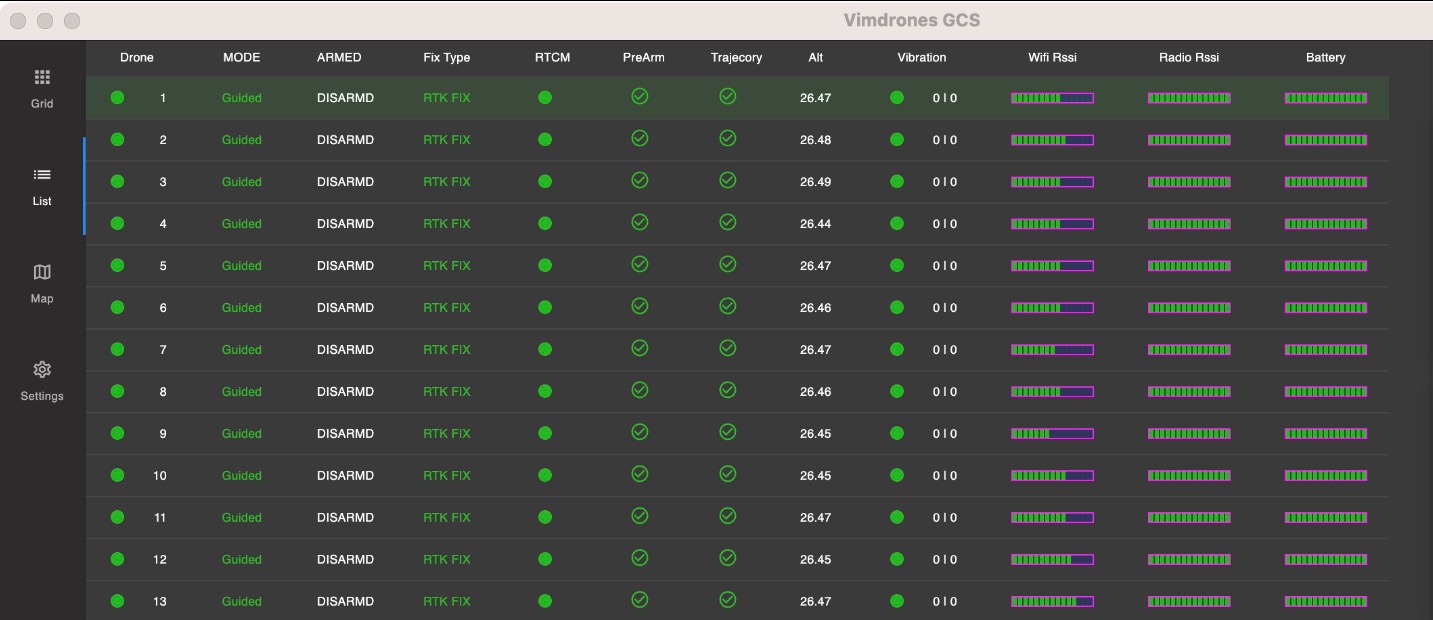 Vimdrones GCS
Drone MODE ARMED Fix Type RTCM PreArm Trajecory Alt Vibration Wifi Rssi Radio Rssi Battery
1 Guided DISARMD RTK FIX 26.47 0 I 0
Grid
2 Guided DISARMD RTK FIX 26.48 0 I 0
3 Guided DISARMD RTK FIX 26.49 0 I 0
List
4 Guided DISARMD RTK FIX 26.44 0 I 0
5 Guided DISARMD RTK FIX 26.47 0 I 0
Map
6 Guided DISARMD RTK FIX 26.46 0 I 0
7 Guided DISARMD RTK FIX 26.47 0 I 0
8 Guided DISARMD RTK FIX 26.46 0 I 0
Settings
9 Guided DISARMD RTK FIX 26.45 0 I 0
10 Guided DISARMD RTK FIX 26.45 0 I 0
11 Guided DISARMD RTK FIX 26.47 0 I 0
12 Guided DISARMD RTK FIX 26.45 0 I 0
13 Guided DISARMD RTK FIX 26.47 0 I 0